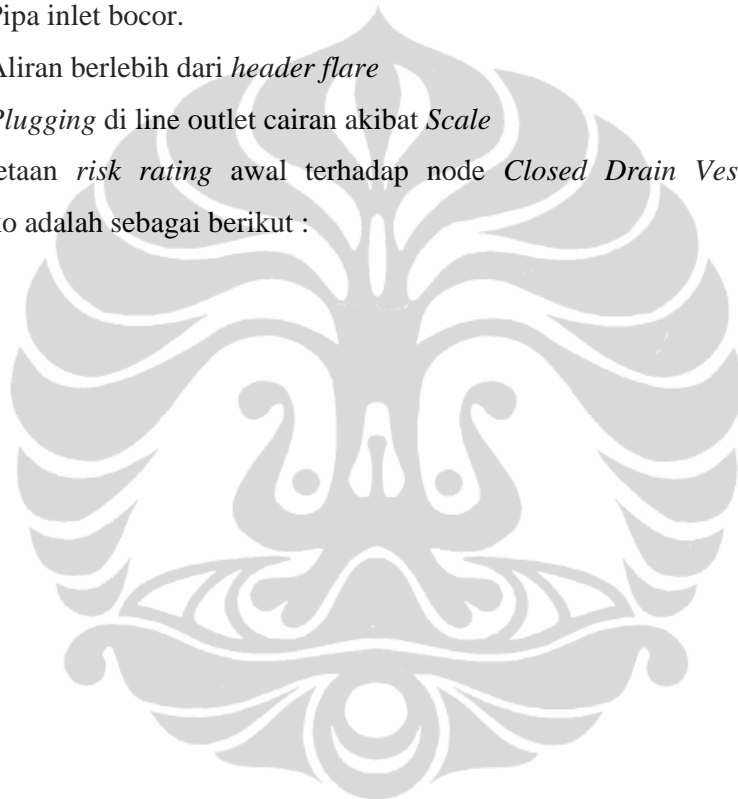 Pipa inlet bocor.
Aliran berlebih dari header flare
Plugging di line outlet cairan akibat Scale
etaan risk rating awal terhadap node Closed Drain Ves
ko adalah sebagai berikut :